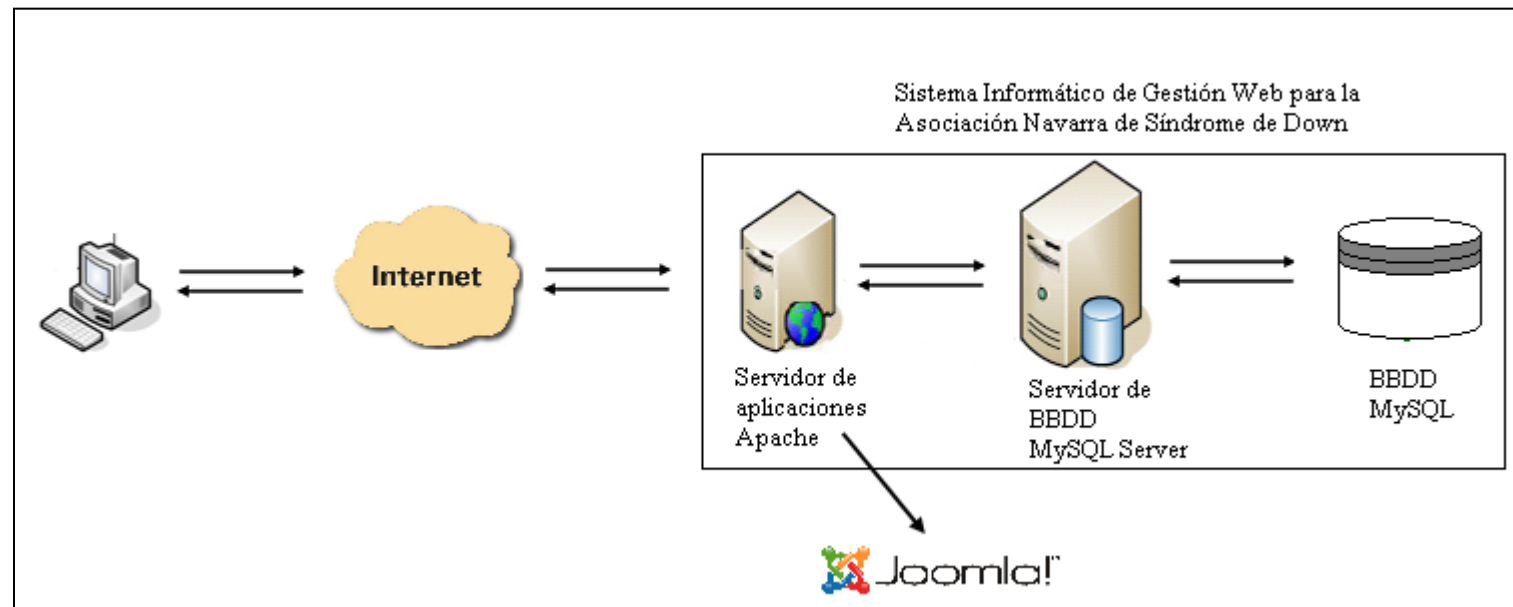 Sistema Informático de Gestión Web para la
Asociación Navarra de Síndrome de Down
Internet
Servidor de
aplicaciones
Apache
Servidor de
BBDD
MySQL Server
BBDD
MySQL
Joomla!™